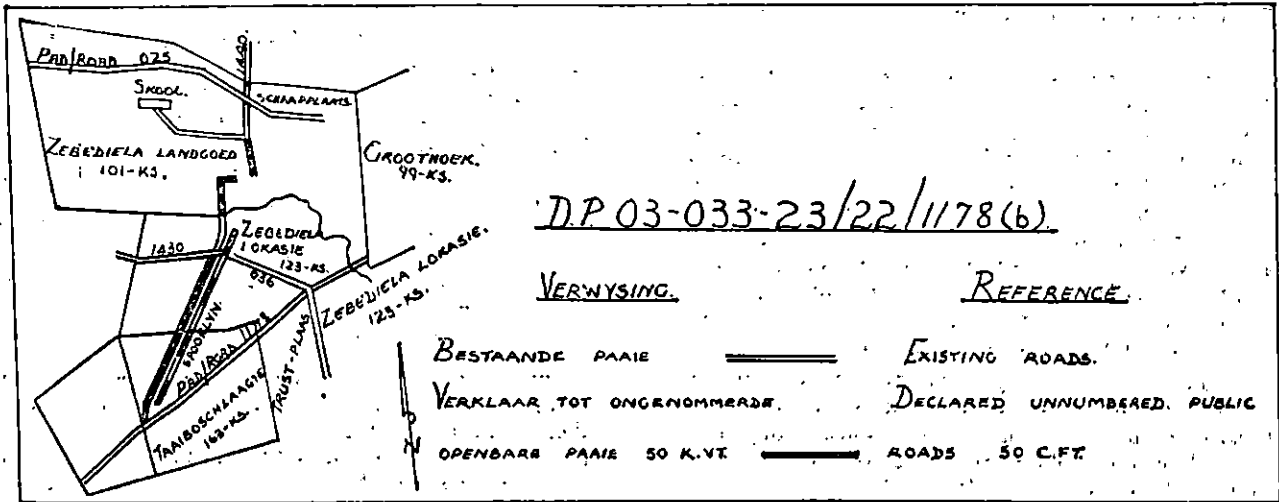 PAD/ROAD 025
1430.
SKOOL.
SCHAAPPLAATS
ZEBEDIELA LANDGOED
101-KS.
GROOTHOEK.
99-KS.
ZEBEDIELA
LOKASIE
123-KS.
1430
036
ZEBEDIELA LOKASIE.
123-KS.
SPOORLYN.
PAD/ROAD 1178
TRUST-PLAAS
TAAIBOSCHLAAGTE
163-KS.
N
D.P. 03-033-23/22/1178(b)
VERWYSING. REFERENCE.
BESTAANDE PAAIE EXISTING ROADS.
VERKLAAR TOT ONGENOMMERDE. DECLARED UNNUMBERED PUBLIC
OPENBARE PAAIE 50 K.VT. ROADS 50 C.FT.